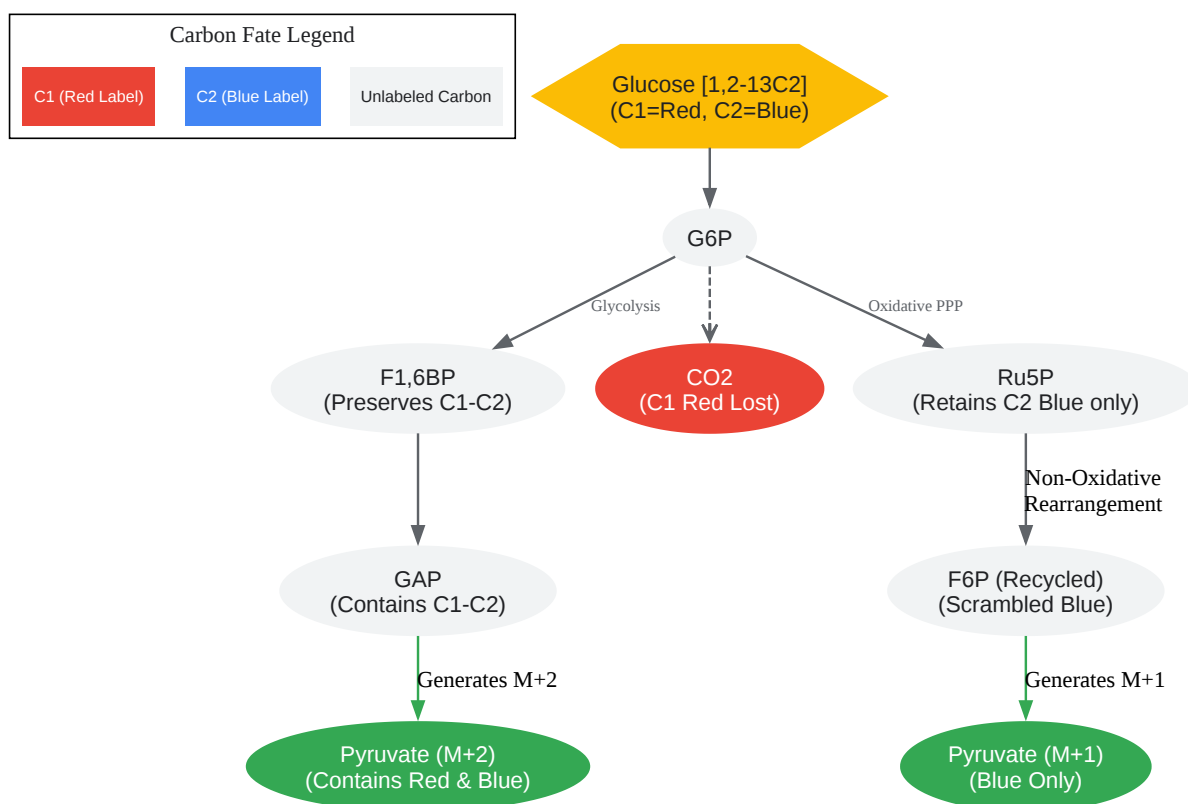 Carbon Fate Legend
C1 (Red Label)
C2 (Blue Label)
Unlabeled Carbon
Glucose [1,2-13C2]
(C1=Red, C2=Blue)
G6P
Glycolysis
Oxidative PPP
F1,6BP
(Preserves C1-C2)
CO2
(C1 Red Lost)
Ru5P
(Retains C2 Blue only)
Non-Oxidative
Rearrangement
GAP
(Contains C1-C2)
F6P (Recycled)
(Scrambled Blue)
Generates M+2
Generates M+1
Pyruvate (M+2)
(Contains Red & Blue)
Pyruvate (M+1)
(Blue Only)